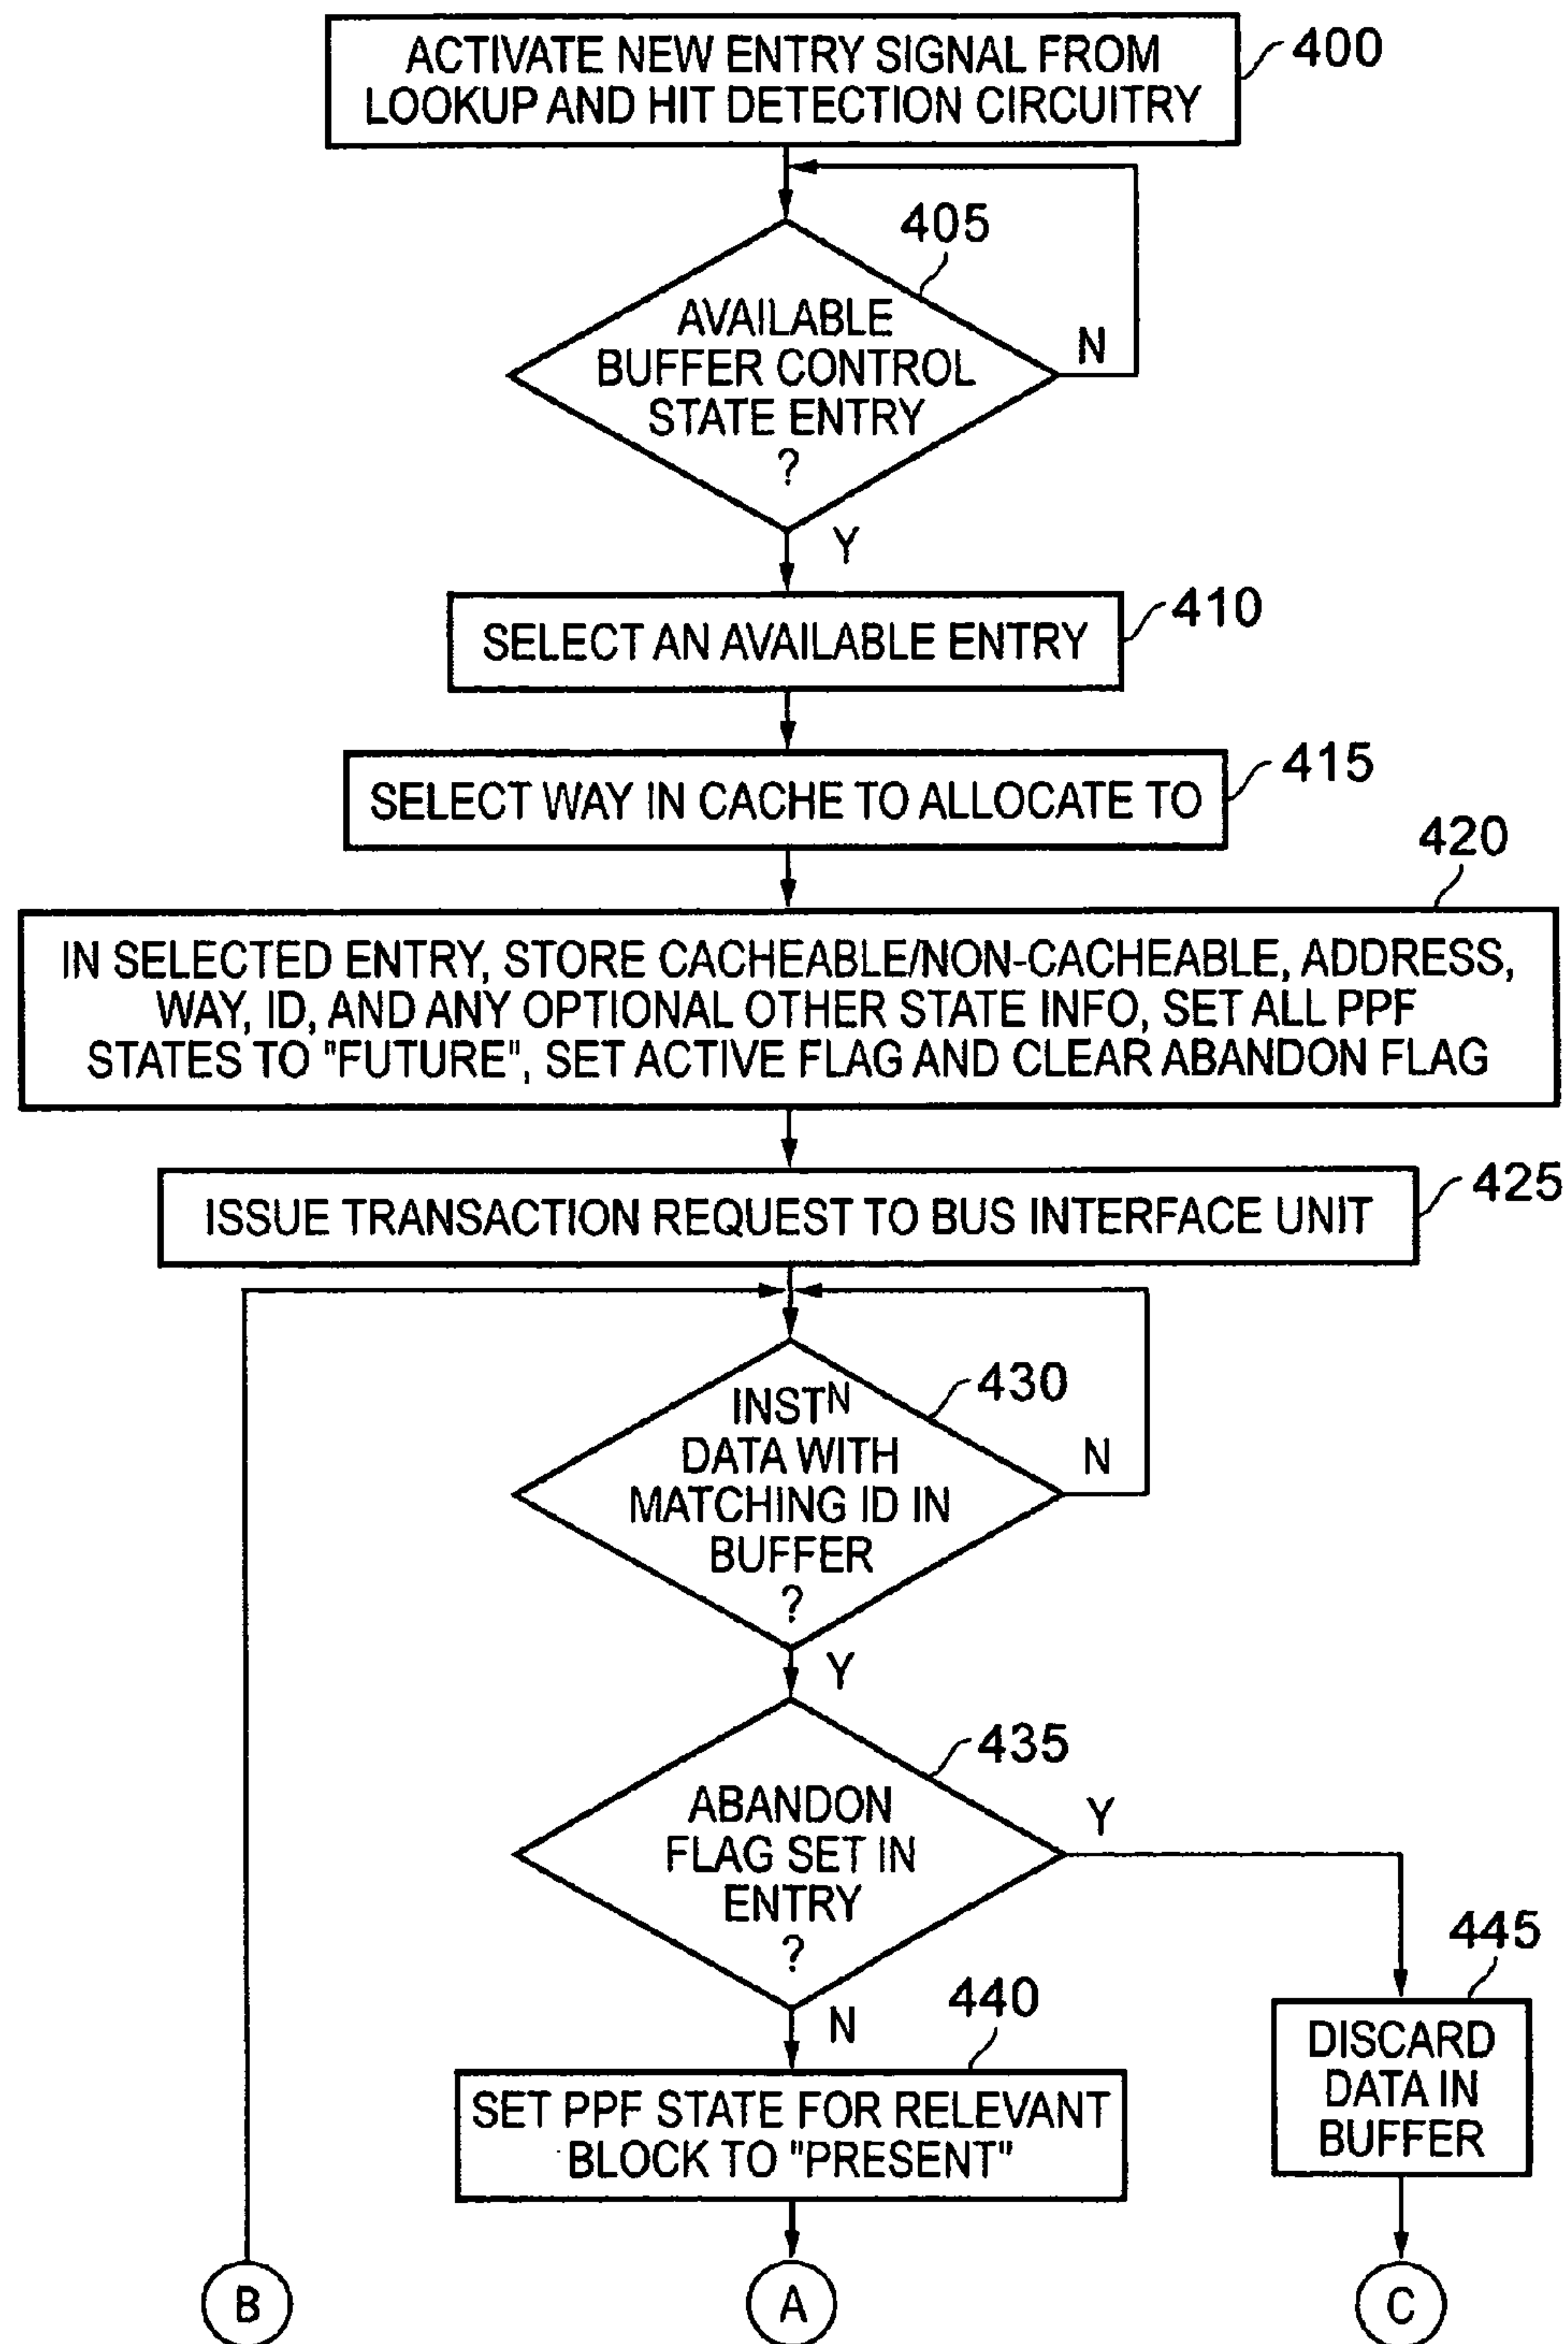 ACTIVATE NEW ENTRY SIGNAL FROM
LOOKUP AND HIT DETECTION CIRCUITRY
400
405
AVAILABLE
BUFFER CONTROL
STATE ENTRY
?
N
Y
SELECT AN AVAILABLE ENTRY
410
SELECT WAY IN CACHE TO ALLOCATE TO
415
420
IN SELECTED ENTRY, STORE CACHEABLE/NON-CACHEABLE, ADDRESS,
WAY, ID, AND ANY OPTIONAL OTHER STATE INFO, SET ALL PPF
STATES TO "FUTURE", SET ACTIVE FLAG AND CLEAR ABANDON FLAG
ISSUE TRANSACTION REQUEST TO BUS INTERFACE UNIT
425
430
INSTᴺ
DATA WITH
MATCHING ID IN
BUFFER
?
N
Y
435
ABANDON
FLAG SET IN
ENTRY
?
Y
N
440
SET PPF STATE FOR RELEVANT
BLOCK TO "PRESENT"
445
DISCARD
DATA IN
BUFFER
B
A
C